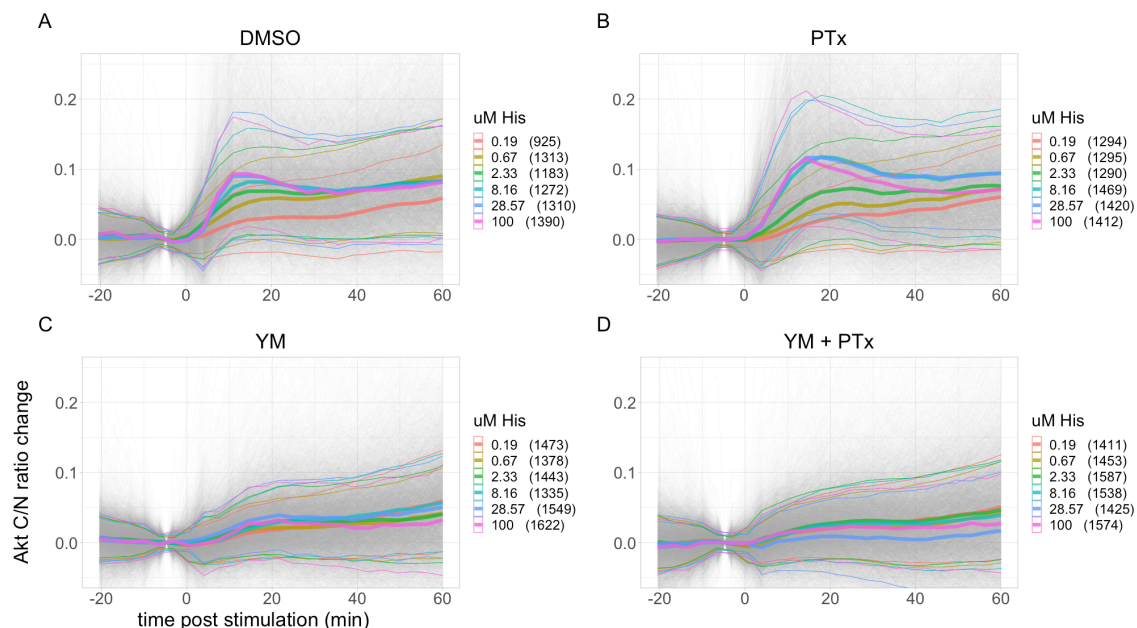 A
DMSO
0.2
0.1
0.0
-20 0 20 40 60
uM His
0.19 (925)
0.67 (1313)
2.33 (1183)
8.16 (1272)
28.57 (1310)
100 (1390)
B
PTx
0.2
0.1
0.0
-20 0 20 40 60
uM His
0.19 (1294)
0.67 (1295)
2.33 (1290)
8.16 (1469)
28.57 (1420)
100 (1412)
C
YM
Akt C/N ratio change
0.2
0.1
0.0
-20 0 20 40 60
time post stimulation (min)
uM His
0.19 (1473)
0.67 (1378)
2.33 (1443)
8.16 (1335)
28.57 (1549)
100 (1622)
D
YM + PTx
0.2
0.1
0.0
-20 0 20 40 60
uM His
0.19 (1411)
0.67 (1453)
2.33 (1587)
8.16 (1538)
28.57 (1425)
100 (1574)